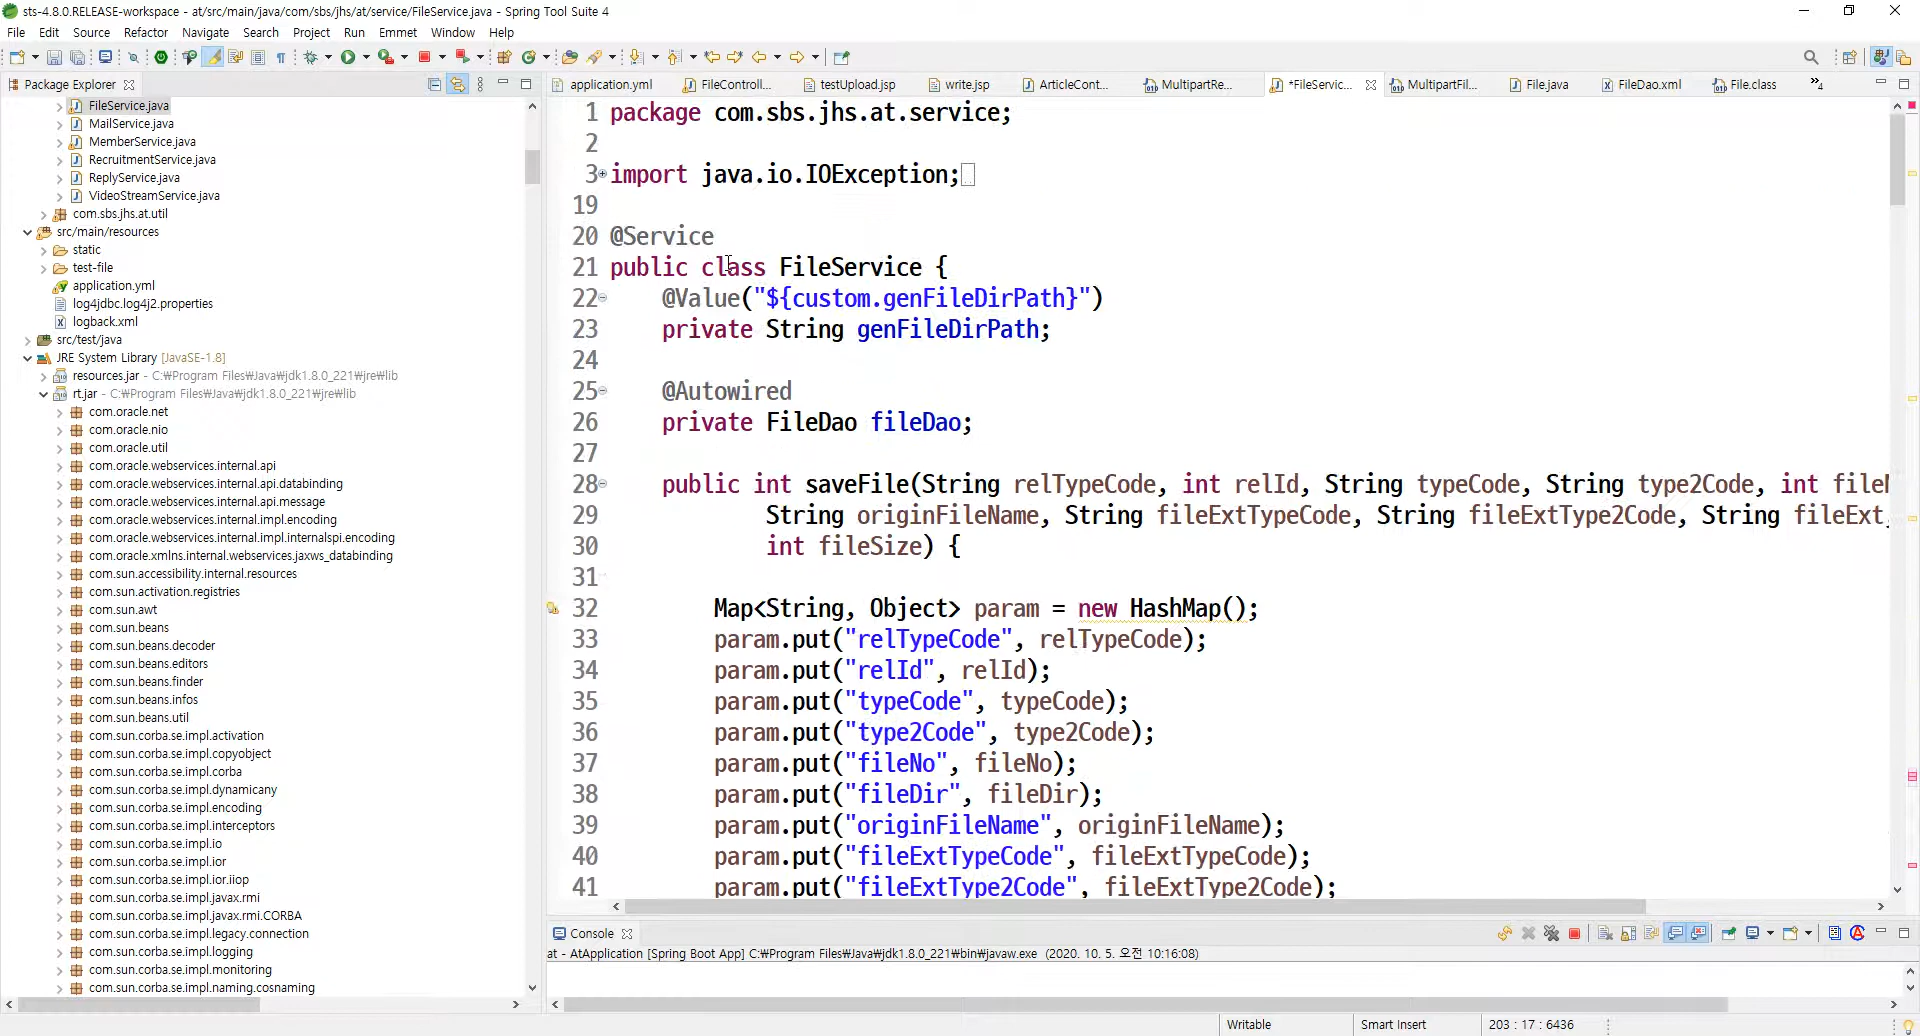 sts-4.8.0.RELEASE-workspace - at/src/main/java/com/sbs/jhs/at/service/FileService.java - Spring Tool Suite 4
File Edit Source Refactor Navigate Search Project Run Emmet Window Help
Package Explorer
FileService.java
MailService.java
MemberService.java
RecruitmentService.java
ReplyService.java
VideoStreamService.java
com.sbs.jhs.at.util
src/main/resources
static
test-file
application.yml
log4jdbc.log4j2.properties
logback.xml
src/test/java
JRE System Library [JavaSE-1.8]
resources.jar - C:₩Program Files₩Java₩jdk1.8.0_221₩jre₩lib
rt.jar - C:₩Program Files₩Java₩jdk1.8.0_221₩jre₩lib
com.oracle.net
com.oracle.nio
com.oracle.util
com.oracle.webservices.internal.api
com.oracle.webservices.internal.api.databinding
com.oracle.webservices.internal.api.message
com.oracle.webservices.internal.impl.encoding
com.oracle.webservices.internal.impl.internalspi.encoding
com.oracle.xmlns.internal.webservices.jaxws_databinding
com.sun.accessibility.internal.resources
com.sun.activation.registries
com.sun.awt
com.sun.beans
com.sun.beans.decoder
com.sun.beans.editors
com.sun.beans.finder
com.sun.beans.infos
com.sun.beans.util
com.sun.corba.se.impl.activation
com.sun.corba.se.impl.copyobject
com.sun.corba.se.impl.corba
com.sun.corba.se.impl.dynamicany
com.sun.corba.se.impl.encoding
com.sun.corba.se.impl.interceptors
com.sun.corba.se.impl.io
com.sun.corba.se.impl.ior
com.sun.corba.se.impl.ior.iiop
com.sun.corba.se.impl.javax.rmi
com.sun.corba.se.impl.javax.rmi.CORBA
com.sun.corba.se.impl.legacy.connection
com.sun.corba.se.impl.logging
com.sun.corba.se.impl.monitoring
com.sun.corba.se.impl.naming.cosnaming
application.yml FileControll... testUpload.jsp write.jsp ArticleCont... MultipartRe... *FileServic... MultipartFil... File.java FileDao.xml File.class 4
1 package com.sbs.jhs.at.service;
2
3 import java.io.IOException;
19
20 @Service
21 public class FileService {
22 @Value("${custom.genFileDirPath}")
23 private String genFileDirPath;
24
25 @Autowired
26 private FileDao fileDao;
27
28 public int saveFile(String relTypeCode, int relId, String typeCode, String type2Code, int file
29 String originFileName, String fileExtTypeCode, String fileExtType2Code, String fileExt,
30 int fileSize) {
31
32 Map<String, Object> param = new HashMap();
33 param.put("relTypeCode", relTypeCode);
34 param.put("relId", relId);
35 param.put("typeCode", typeCode);
36 param.put("type2Code", type2Code);
37 param.put("fileNo", fileNo);
38 param.put("fileDir", fileDir);
39 param.put("originFileName", originFileName);
40 param.put("fileExtTypeCode", fileExtTypeCode);
41 param.put("fileExtType2Code", fileExtType2Code);
Console
at - AtApplication [Spring Boot App] C:₩Program Files₩Java₩jdk1.8.0_221₩bin₩javaw.exe (2020. 10. 5. 오전 10:16:08)
Writable Smart Insert 203 : 17 : 6436